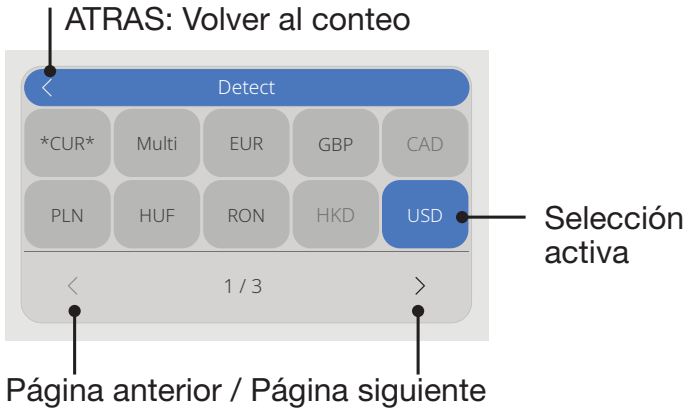 ATRAS: Volver al conteo
< Detect
*CUR* Multi EUR GBP CAD
PLN HUF RON HKD USD
Selección
activa
< 1 / 3 >
Página anterior / Página siguiente